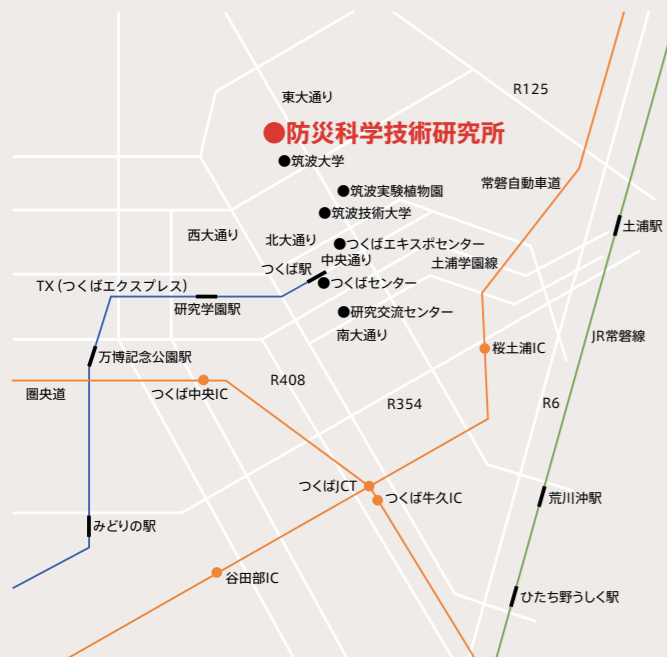 R125
東大通り
防災科学技術研究所
筑波大学
常磐自動車道
筑波実験植物園
筑波技術大学
土浦駅
西大通り
北大通り
つくばエキスポセンター
中央通り
土浦学園線
つくば駅
TX (つくばエクスプレス)
つくばセンター
研究学園駅
研究交流センター
南大通り
JR常磐線
桜土浦IC
万博記念公園駅
R408
圏央道
つくば中央IC
R354
R6
つくばJCT
つくば牛久IC
荒川沖駅
みどりの駅
谷田部IC
ひたち野うしく駅